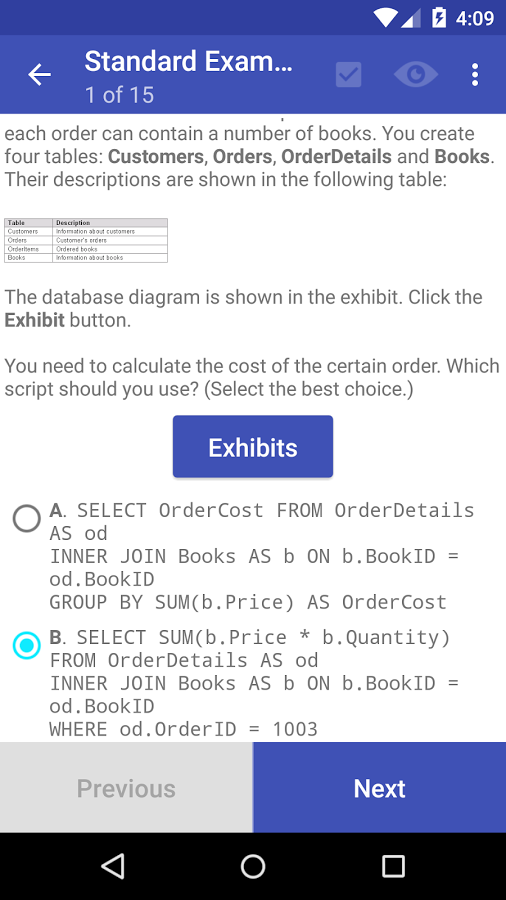 4:09
Standard Exam...
1 of 15
each order can contain a number of books. You create
four tables: Customers, Orders, OrderDetails and Books.
Their descriptions are shown in the following table:
Table Description
Customers Information about customers
Orders Customer's orders
OrderItems Ordered books
Books Information about books
The database diagram is shown in the exhibit. Click the
Exhibit button.
You need to calculate the cost of the certain order. Which
script should you use? (Select the best choice.)
Exhibits
A. SELECT OrderCost FROM OrderDetails
AS od
INNER JOIN Books AS b ON b.BookID =
od.BookID
GROUP BY SUM(b.Price) AS OrderCost
B. SELECT SUM(b.Price * b.Quantity)
FROM OrderDetails AS od
INNER JOIN Books AS b ON b.BookID =
od.BookID
WHERE od.OrderID = 1003
Previous
Next